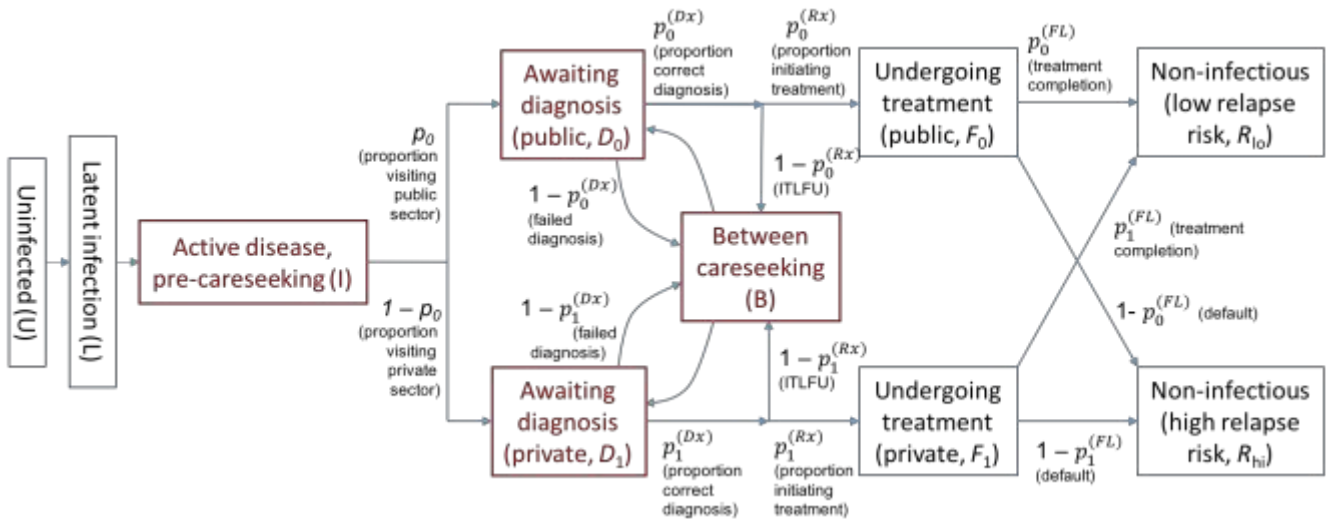 Uninfected (U)
Latent infection (L)
Active disease,
pre-careseeking (I)
p₀
(proportion
visiting
public
sector)
1 – p₀
(proportion
visiting
private
sector)
Awaiting
diagnosis
(public, D₀)
p₀^(Dx)
(proportion
correct
diagnosis)
p₀^(Rx)
(proportion
initiating
treatment)
1 − p₀^(Dx)
(failed
diagnosis)
1 − p₀^(Rx)
(ITLFU)
Between
careseeking
(B)
1 − p₁^(Dx)
(failed
diagnosis)
1 − p₁^(Rx)
(ITLFU)
Awaiting
diagnosis
(private, D₁)
p₁^(Dx)
(proportion
correct
diagnosis)
p₁^(Rx)
(proportion
initiating
treatment)
Undergoing
treatment
(public, F₀)
p₀^(FL)
(treatment
completion)
Non-infectious
(low relapse
risk, R_lo)
p₁^(FL) (treatment
completion)
1- p₀^(FL) (default)
Undergoing
treatment
(private, F₁)
1 − p₁^(FL)
(default)
Non-infectious
(high relapse
risk, R_hi)